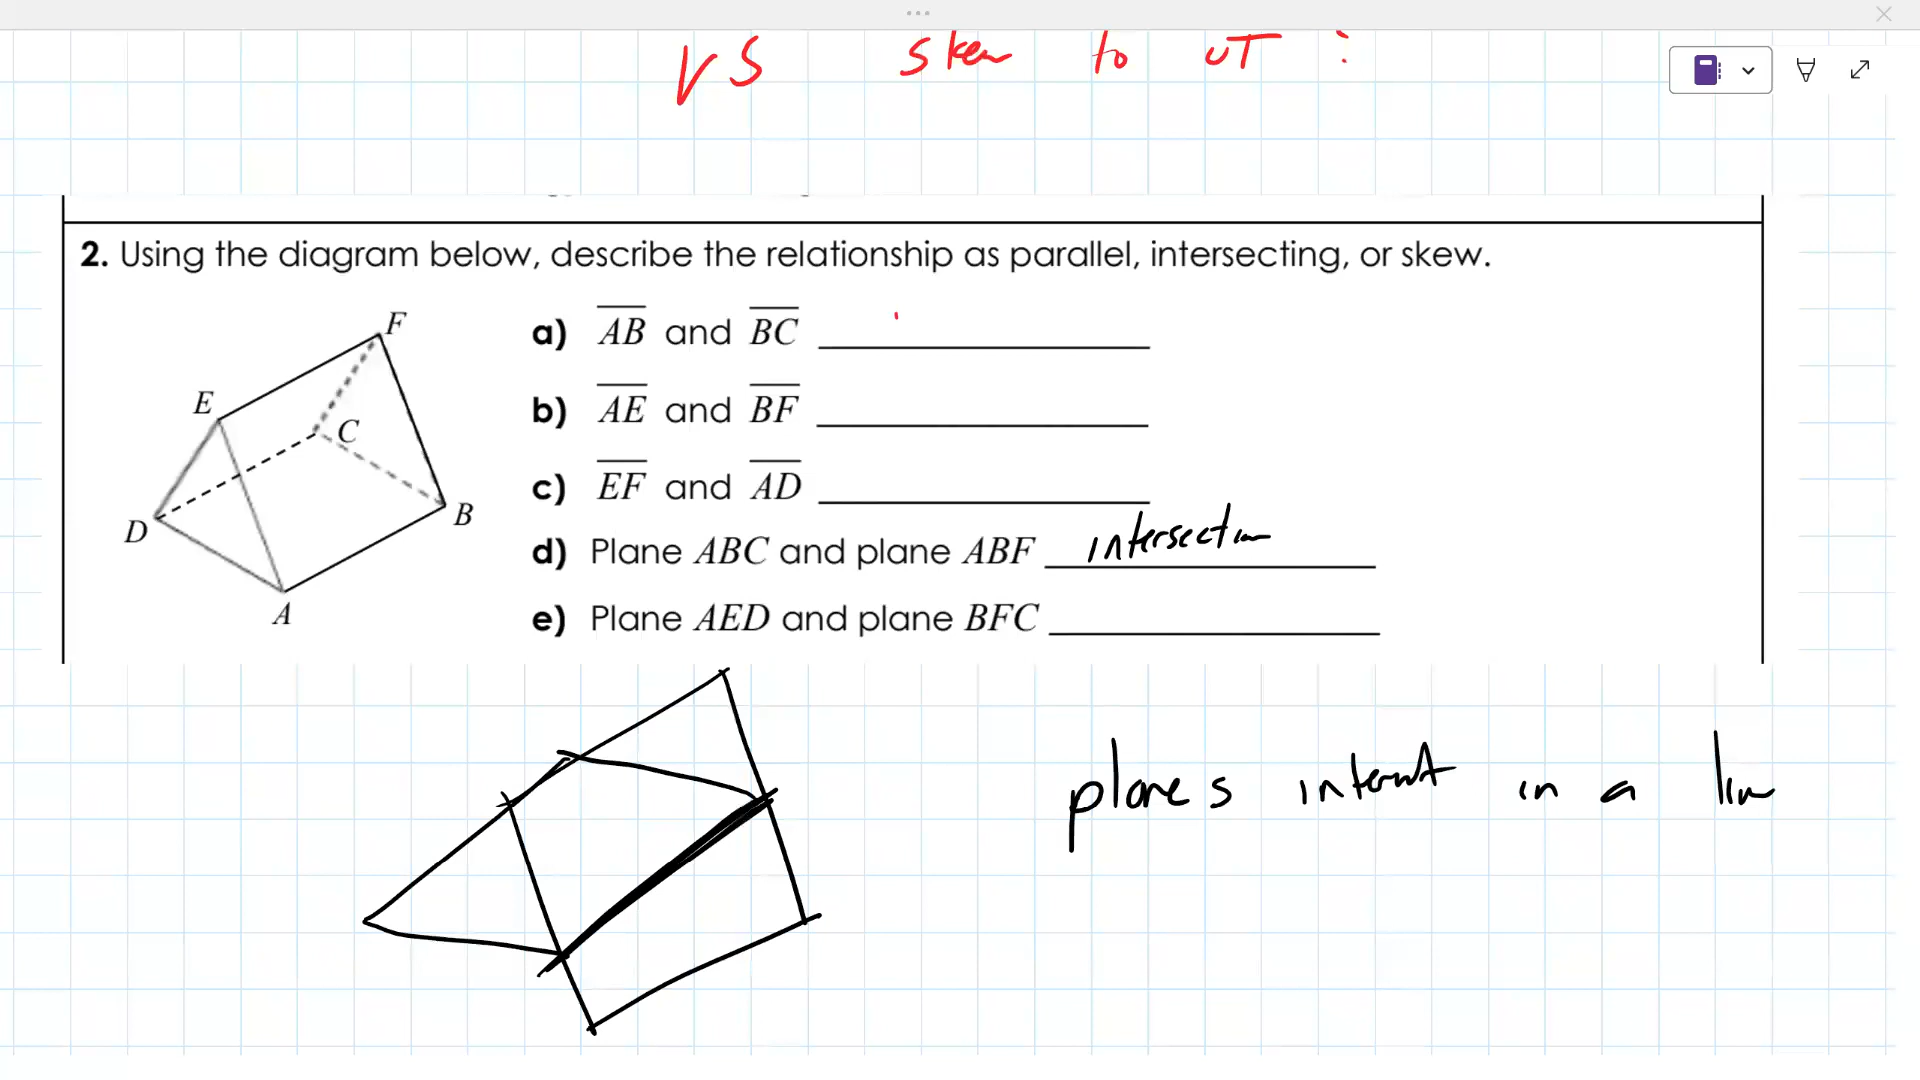 VS skew to UT :
2. Using the diagram below, describe the relationship as parallel, intersecting, or skew.
F
E
C
D
B
A
a) AB and BC
b) AE and BF
c) EF and AD
d) Plane ABC and plane ABF intersection
e) Plane AED and plane BFC
planes in a